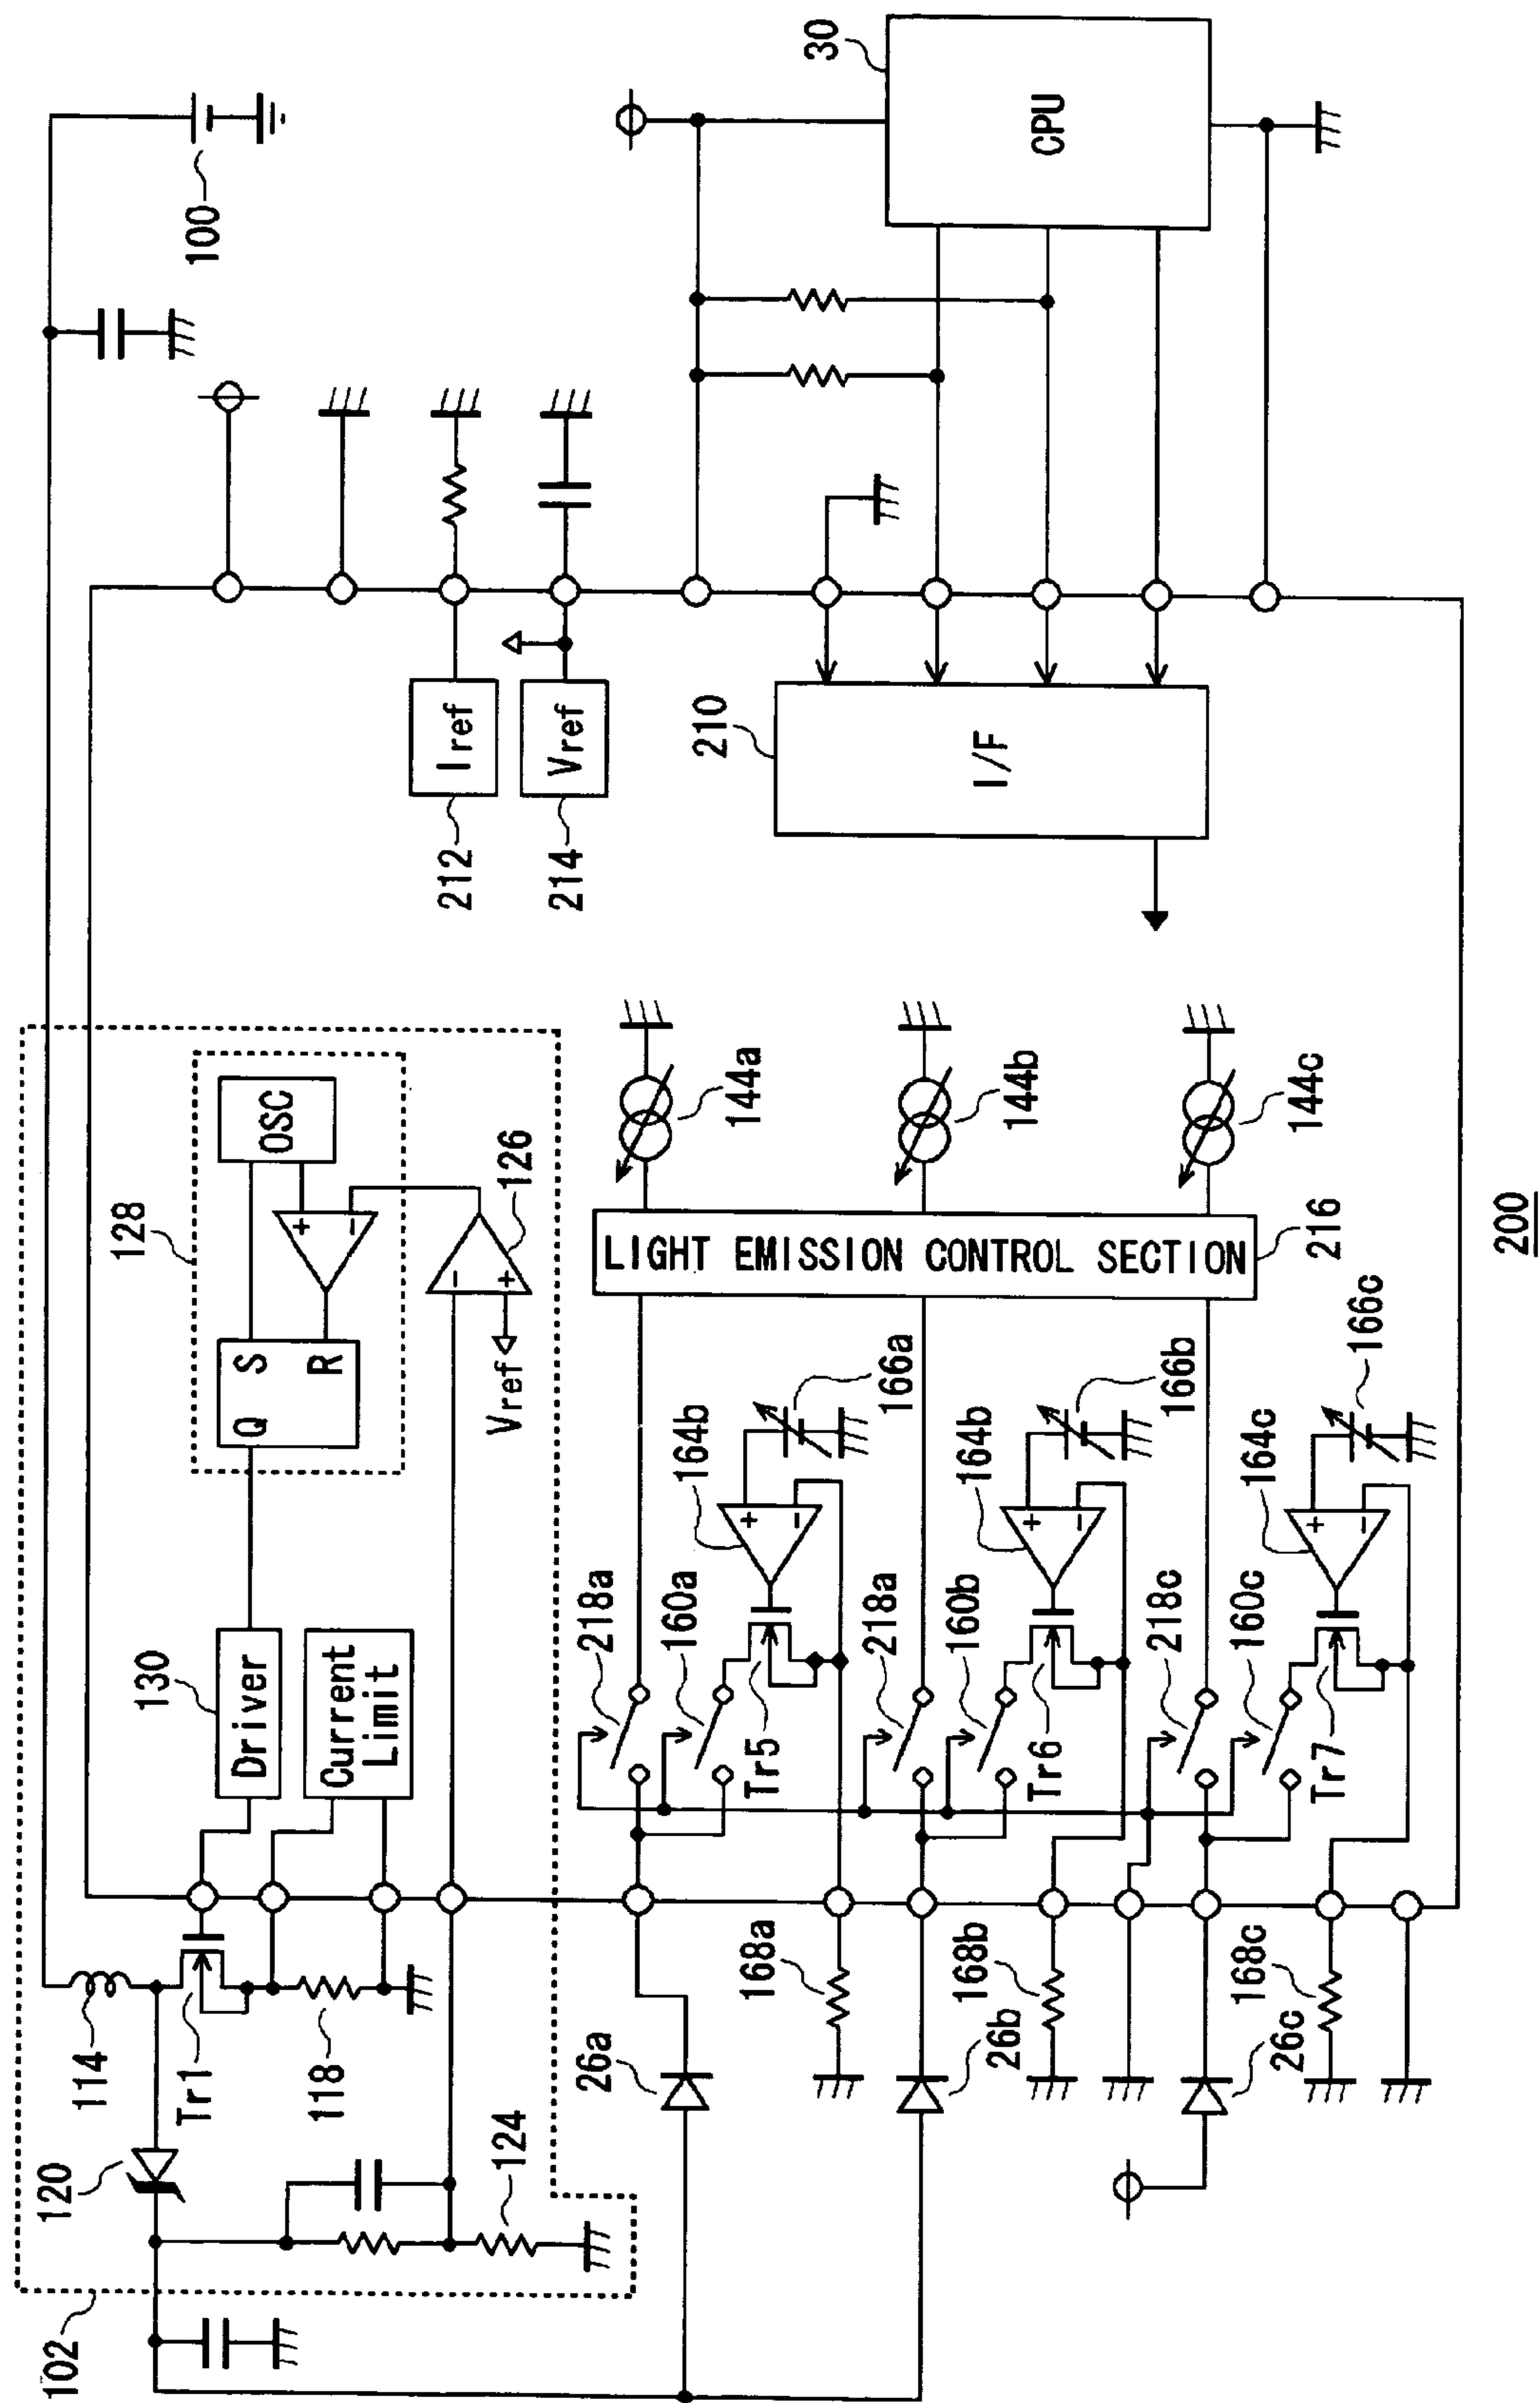 102
120
114
Tr1
118
124
130
Driver
Current
Limit
128
Q
S
R
OSC
+
-
-
+
126
Vref
100
212
Iref
214
Vref
210
I/F
30
CPU
26a
168a
26b
168b
26c
168c
218a
160a
Tr5
164b
+
-
166a
218a
160b
Tr6
164b
+
-
166b
218c
160c
Tr7
164c
+
-
166c
LIGHT EMISSION CONTROL SECTION
216
144a
144b
144c
200